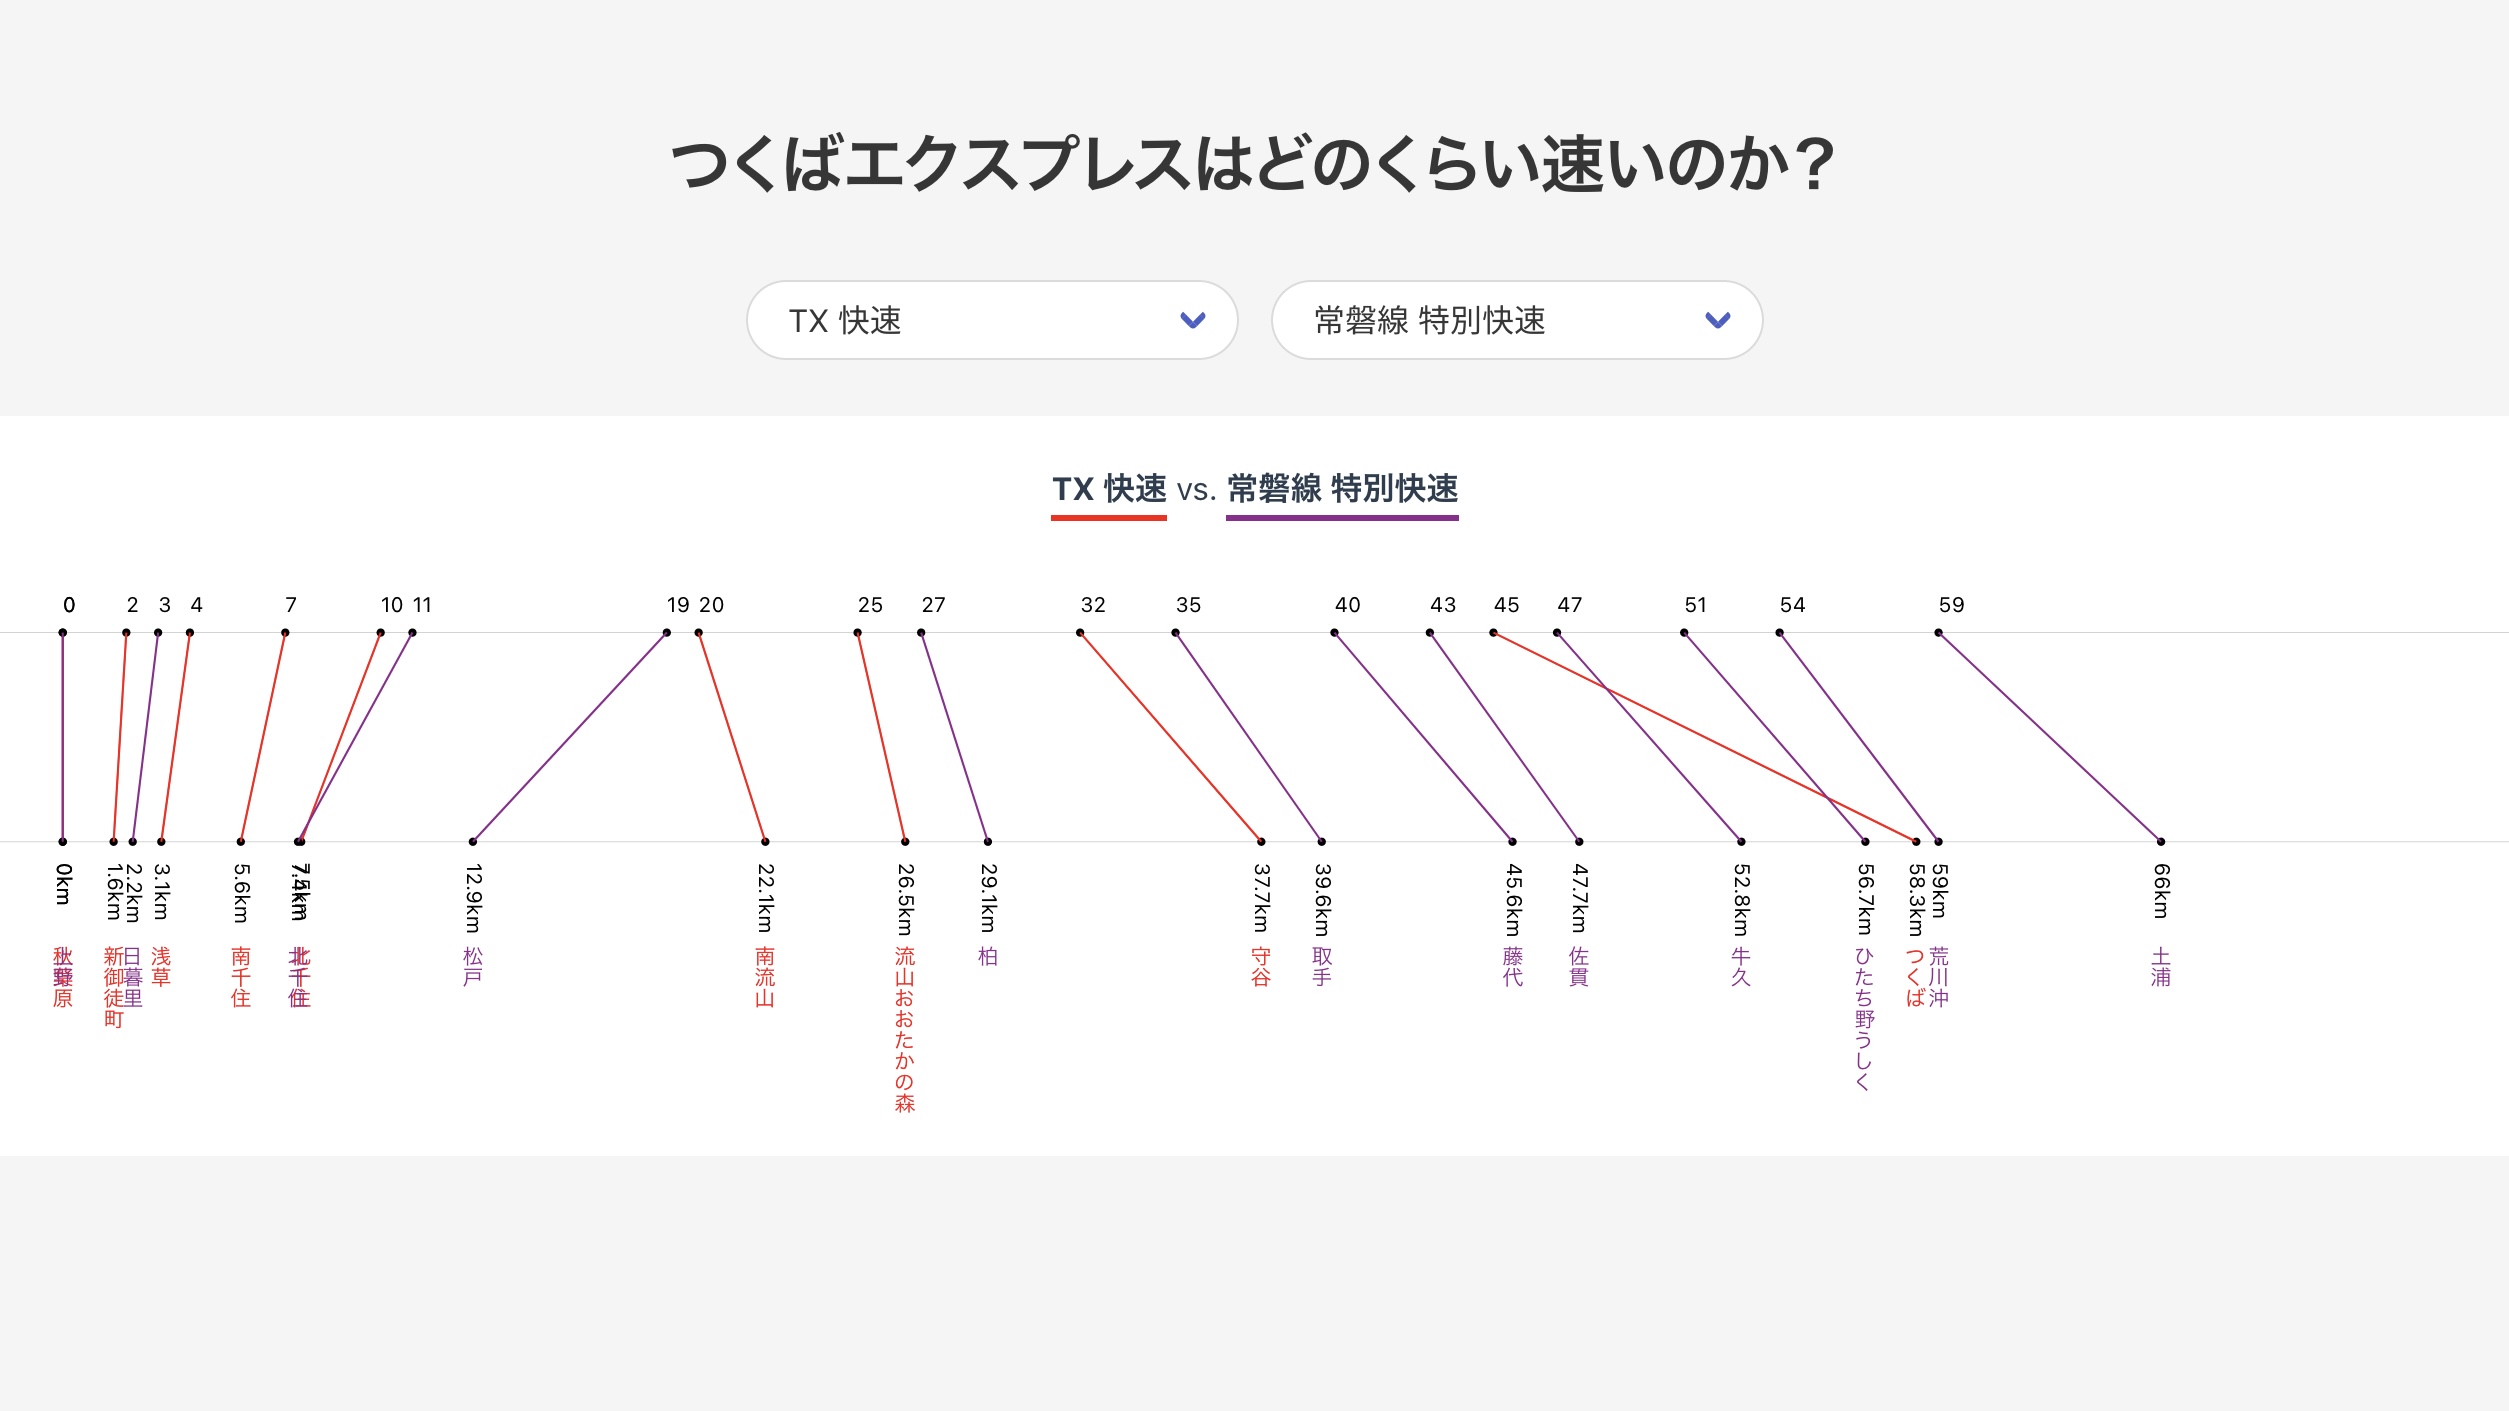 つくばエクスプレスはどのくらい速いのか？
TX 快速
常磐線 特別快速
TX 快速 vs. 常磐線 特別快速
0 2 3 4 7 10 11 19 20 25 27 32 35 40 43 45 47 51 54 59
0km
1.6km
2.2km
3.1km
5.6km
7.4km
7.5km
12.9km
22.1km
26.5km
29.1km
37.7km
39.6km
45.6km
47.7km
52.8km
56.7km
58.3km
59km
66km
秋葉原
上野
新御徒町
日暮里
浅草
南千住
北千住
北千住
松戸
南流山
流山おおたかの森
柏
守谷
取手
藤代
佐貫
牛久
ひたち野うしく
つくば
荒川沖
土浦